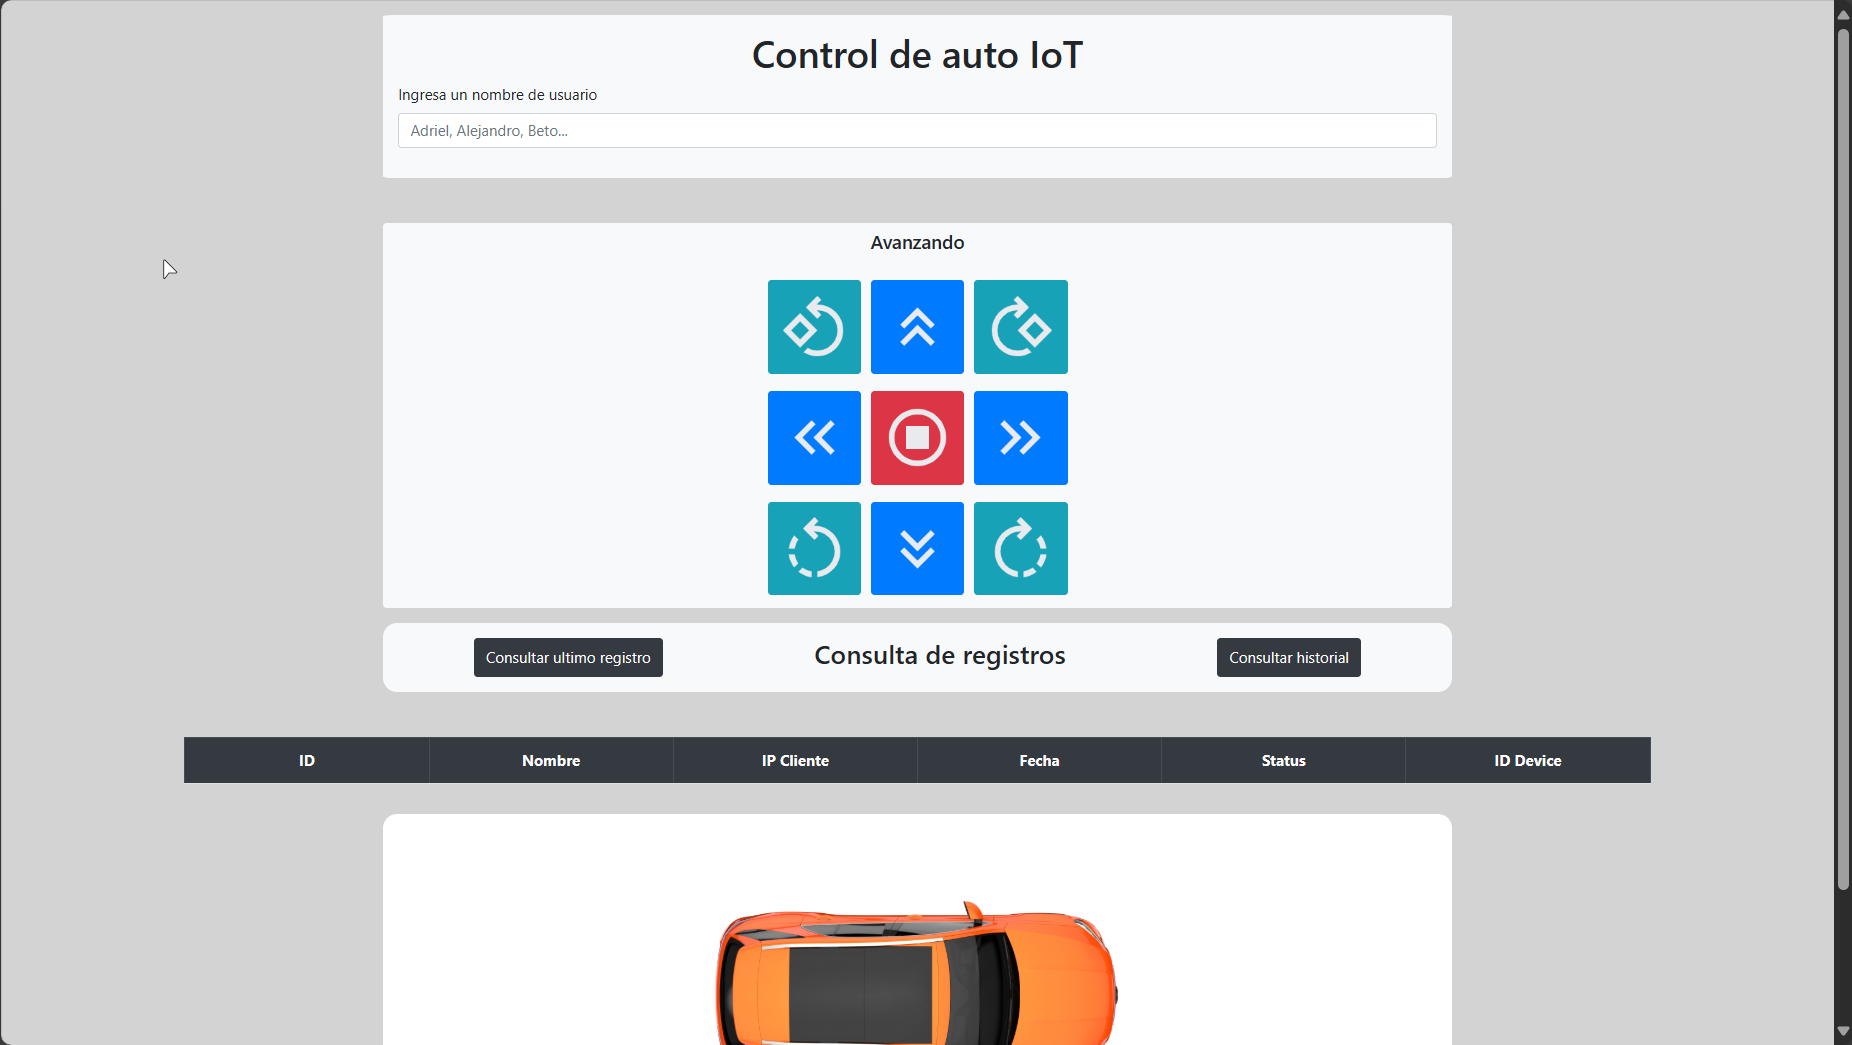 Control de auto IoT
Ingresa un nombre de usuario
Adriel, Alejandro, Beto...
Avanzando
Consultar ultimo registro
Consulta de registros
Consultar historial
ID Nombre IP Cliente Fecha Status ID Device